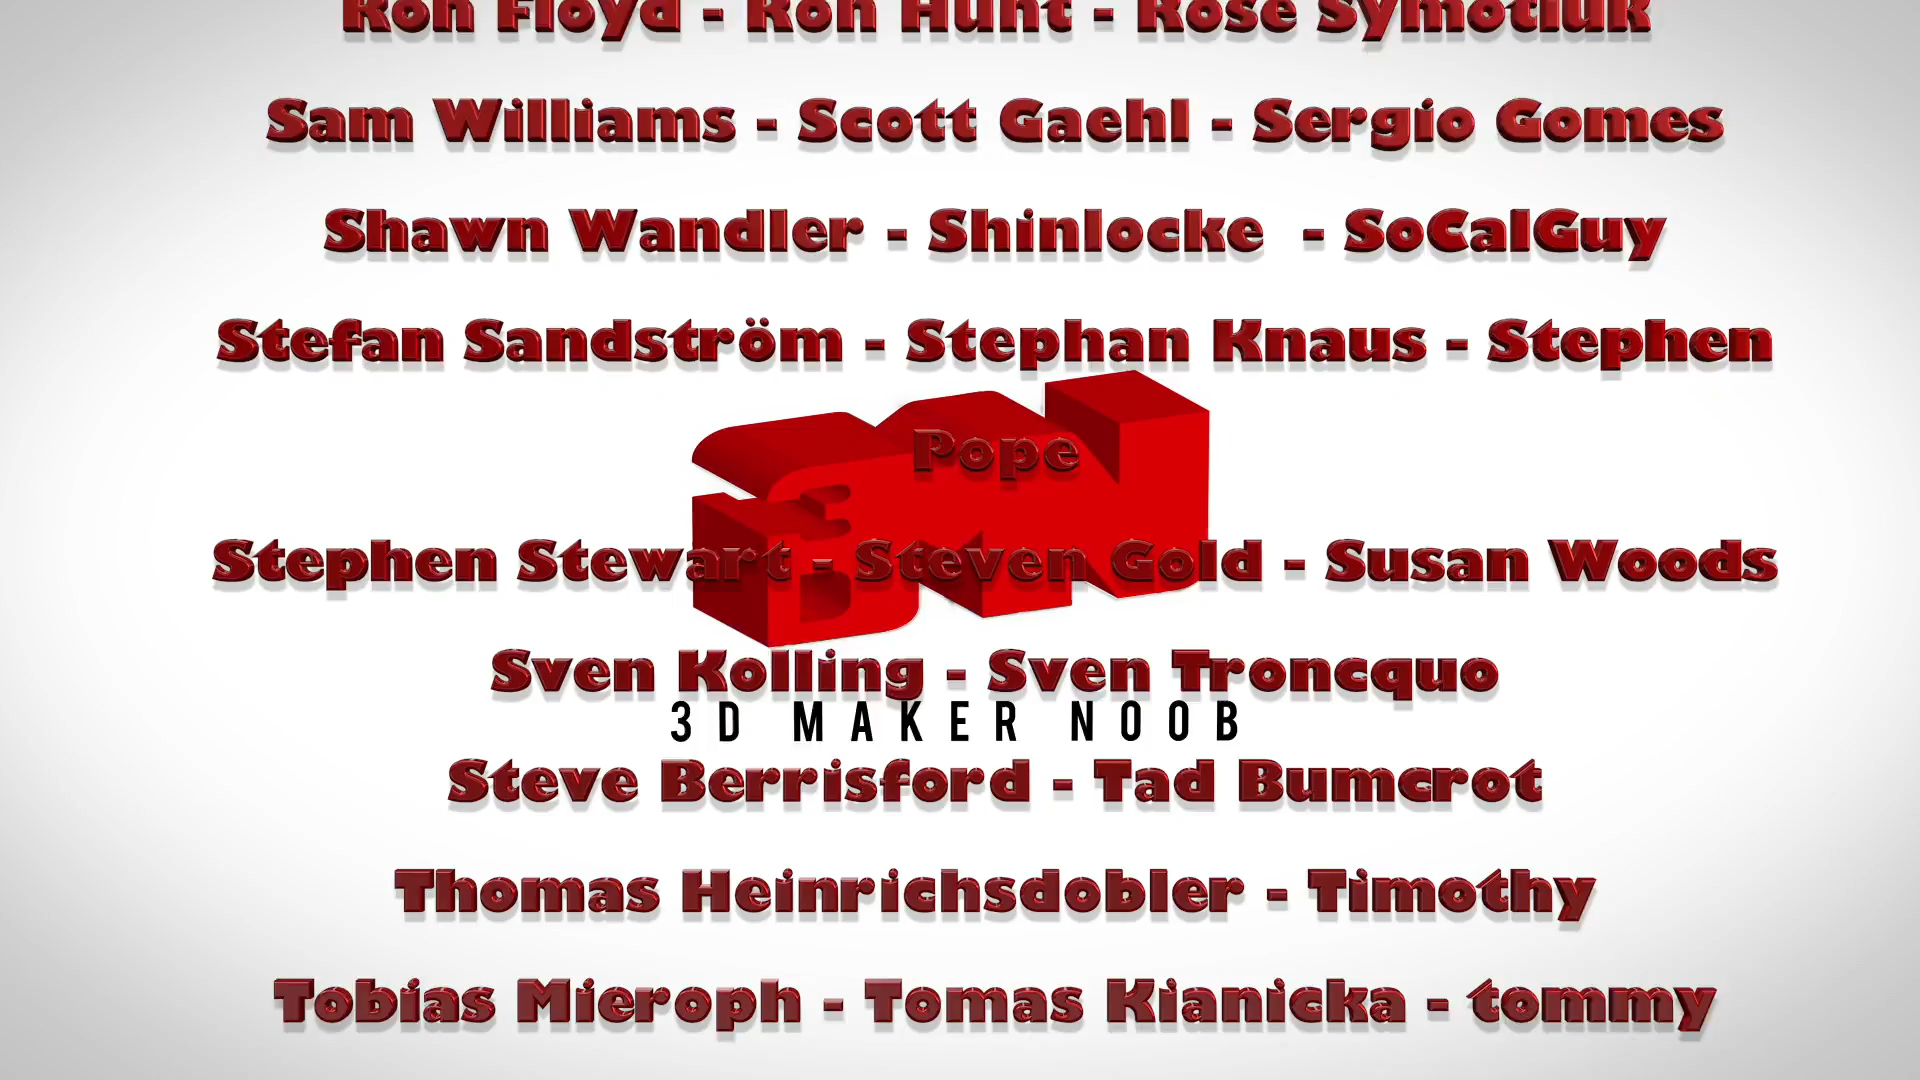 Ron Floyd - Ron Hunt - Rose Symotiuk
Sam Williams - Scott Gaehl - Sergio Gomes
Shawn Wandler - Shinlocke - SoCalGuy
Stefan Sandström - Stephan Knaus - Stephen
Pope
3DMN
Stephen Stewart - Steven Gold - Susan Woods
Sven Kolling - Sven Troncquo
3D MAKER NOOB
Steve Berrisford - Tad Bumcrot
Thomas Heinrichsdobler - Timothy
Tobias Mieroph - Tomas Kianicka - tommy